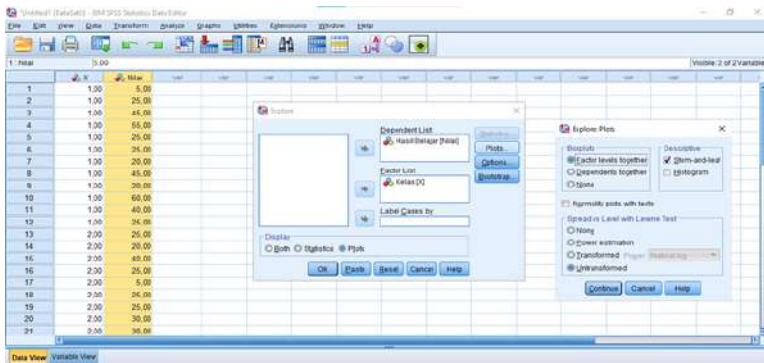 *Untitled1 [DataSet0] - IBM SPSS Statistics Data Editor
File Edit View Data Transform Analyze Graphs Utilities Extensions Window Help
1 : Nilai 5,00 Visible: 2 of 2 Variables
X Nilai var var var var var var var var var var var var
1 1,00 5,00
2 1,00 25,00
3 1,00 45,00
4 1,00 55,00
5 1,00 25,00
6 1,00 25,00
7 1,00 20,00
8 1,00 45,00
9 1,00 20,00
10 1,00 60,00
11 1,00 40,00
12 1,00
13 2,00 25,00
14 2,00 20,00
15 2,00 40,00
16 2,00 25,00
17 2,00 5,00
18 2,00
19 2,00 25,00
20 2,00 30,00
21 2,00
Explore
Dependent List:
Hasil Belajar [Nilai]
Factor List:
Kelas [X]
Label Cases by:
Statistics...
Plots...
Options...
Bootstrap...
Display
Both Statistics Plots
OK Paste Reset Cancel Help
Explore: Plots
Boxplots
Factor levels together
Dependents together
None
Descriptive
Stem-and-leaf
Histogram
Normality plots with tests
Spread vs Level with Levene Test
None
Power estimation
Transformed Power: Natural log
Untransformed
Continue Cancel Help
Data View Variable View